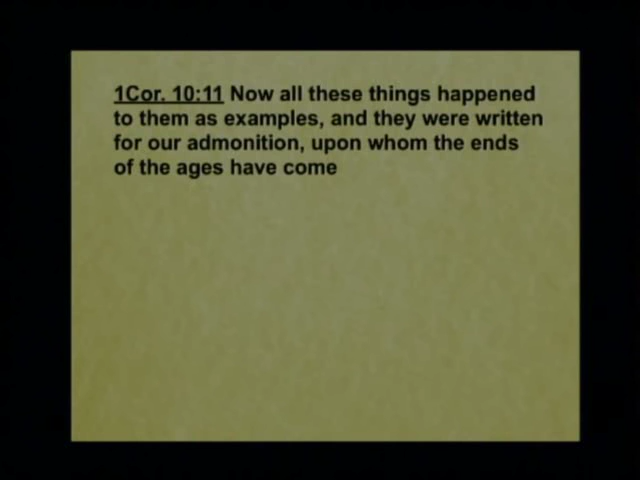 1Cor. 10:11 Now all these things happened
to them as examples, and they were written
for our admonition, upon whom the ends
of the ages have come